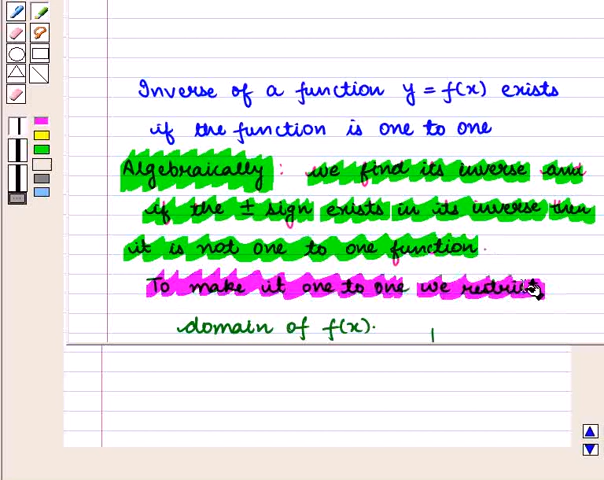 Inverse of a function y = f(x) exists
if the function is one to one
Algebraically : we find its inverse and
if the ± sign exists in its inverse then
it is not one to one function.
To make it one to one we restrict
domain of f(x).